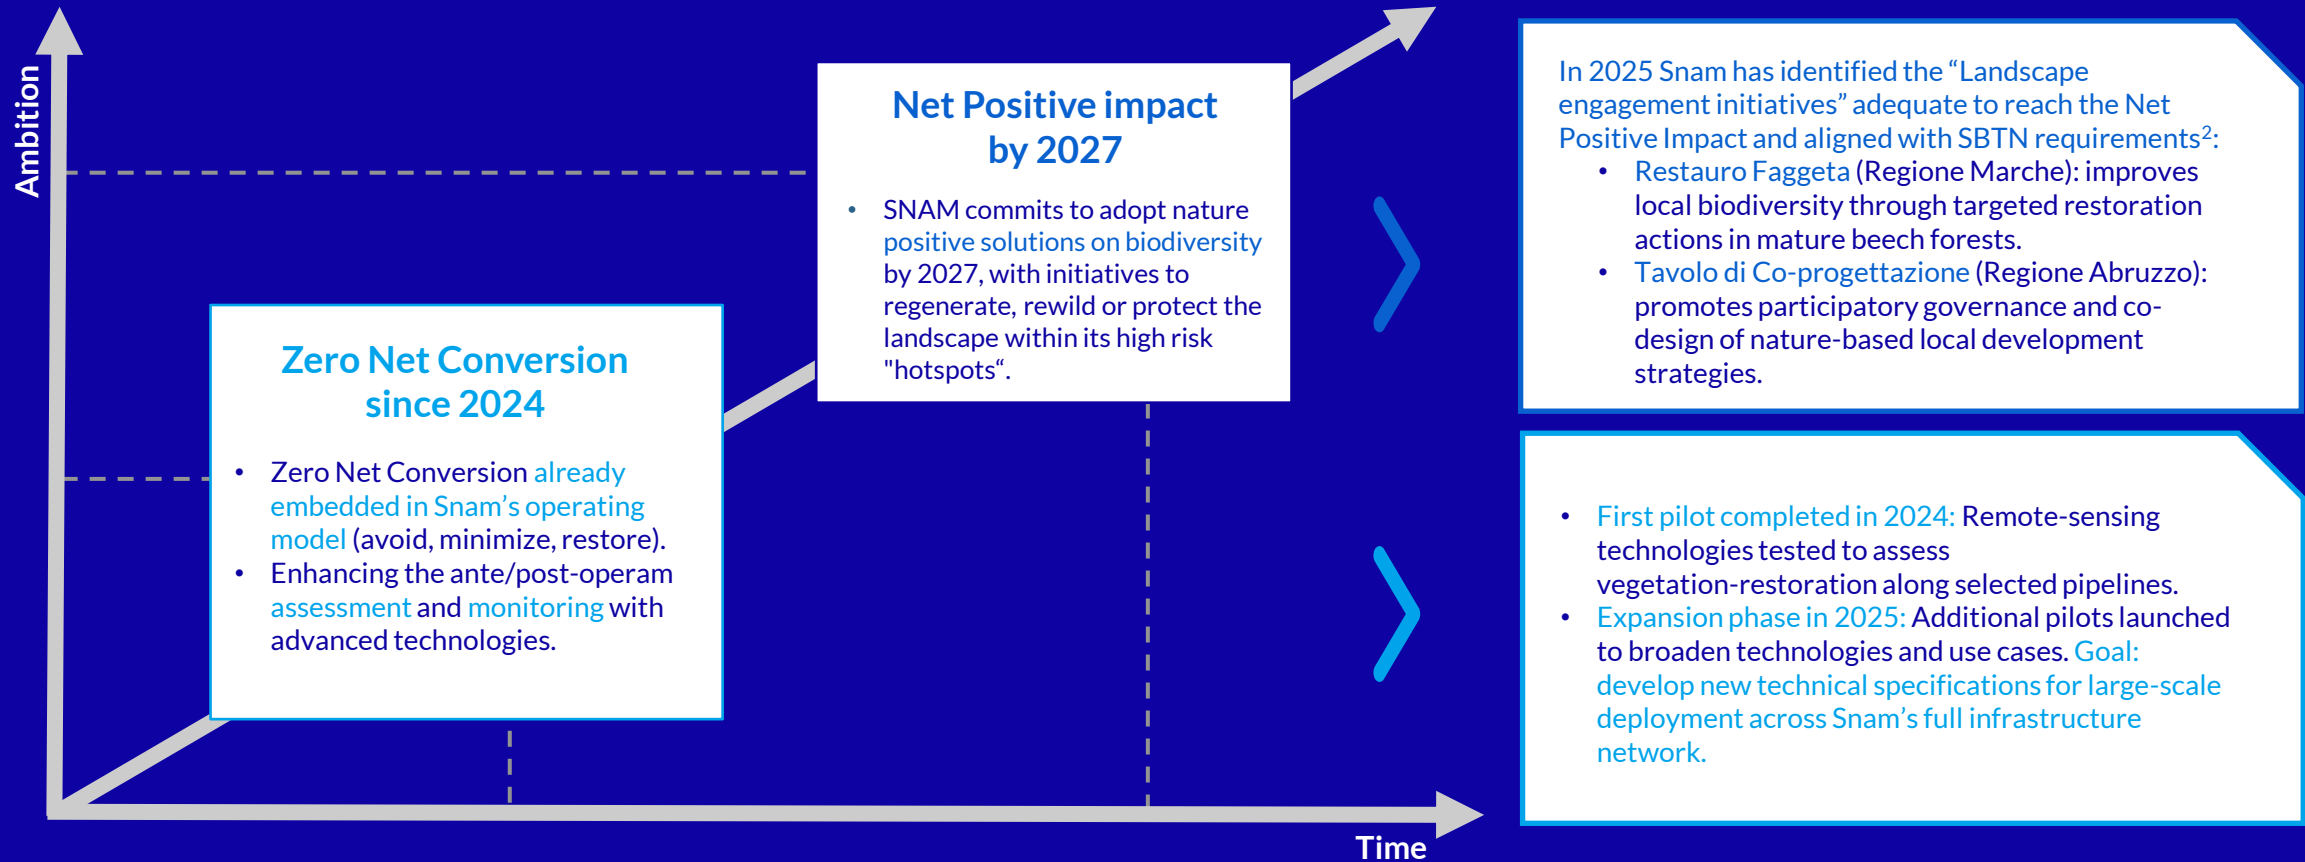 Ambition
Net Positive impact
by 2027
• SNAM commits to adopt nature
positive solutions on biodiversity
by 2027, with initiatives to
regenerate, rewild or protect the
landscape within its high risk
"hotspots“.
Zero Net Conversion
since 2024
• Zero Net Conversion already
embedded in Snam’s operating
model (avoid, minimize, restore).
• Enhancing the ante/post-operam
assessment and monitoring with
advanced technologies.
Time
In 2025 Snam has identified the “Landscape
engagement initiatives” adequate to reach the Net
Positive Impact and aligned with SBTN requirements²:
• Restauro Faggeta (Regione Marche): improves
local biodiversity through targeted restoration
actions in mature beech forests.
• Tavolo di Co-progettazione (Regione Abruzzo):
promotes participatory governance and co-
design of nature-based local development
strategies.
• First pilot completed in 2024: Remote-sensing
technologies tested to assess
vegetation-restoration along selected pipelines.
• Expansion phase in 2025: Additional pilots launched
to broaden technologies and use cases. Goal:
develop new technical specifications for large-scale
deployment across Snam’s full infrastructure
network.